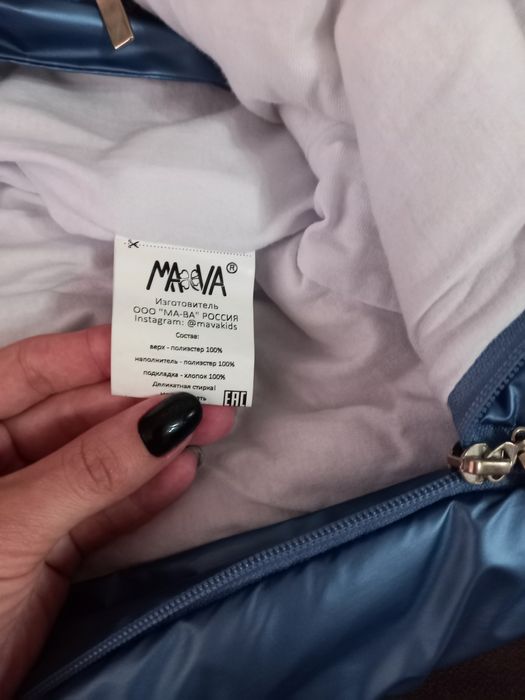 MAVA®
Изготовитель
ООО "МА-ВА" РОССИЯ
Instagram: @mavakids
Состав:
верх - полиэстер 100%
наполнитель - полиэстер 100%
подкладка - хлопок 100%
Деликатная стирка!
EAC